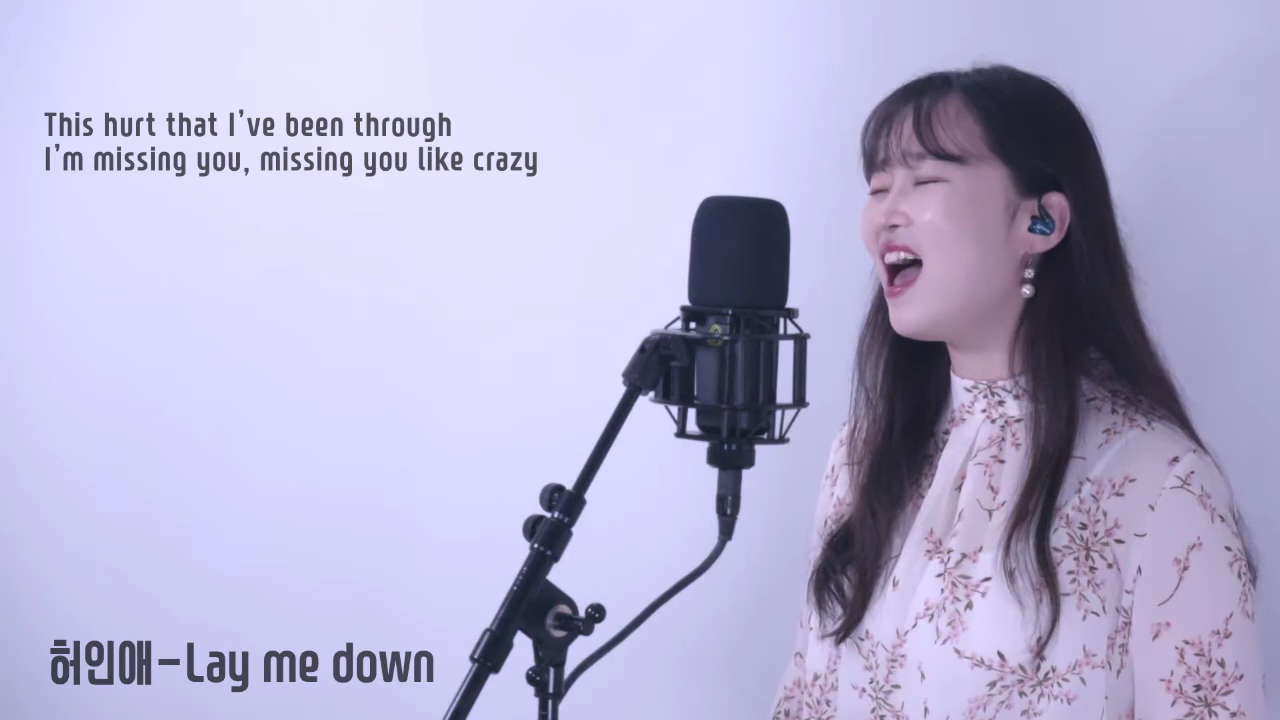 This hurt that I've been through
I'm missing you, missing you like crazy
허인애-Lay me down